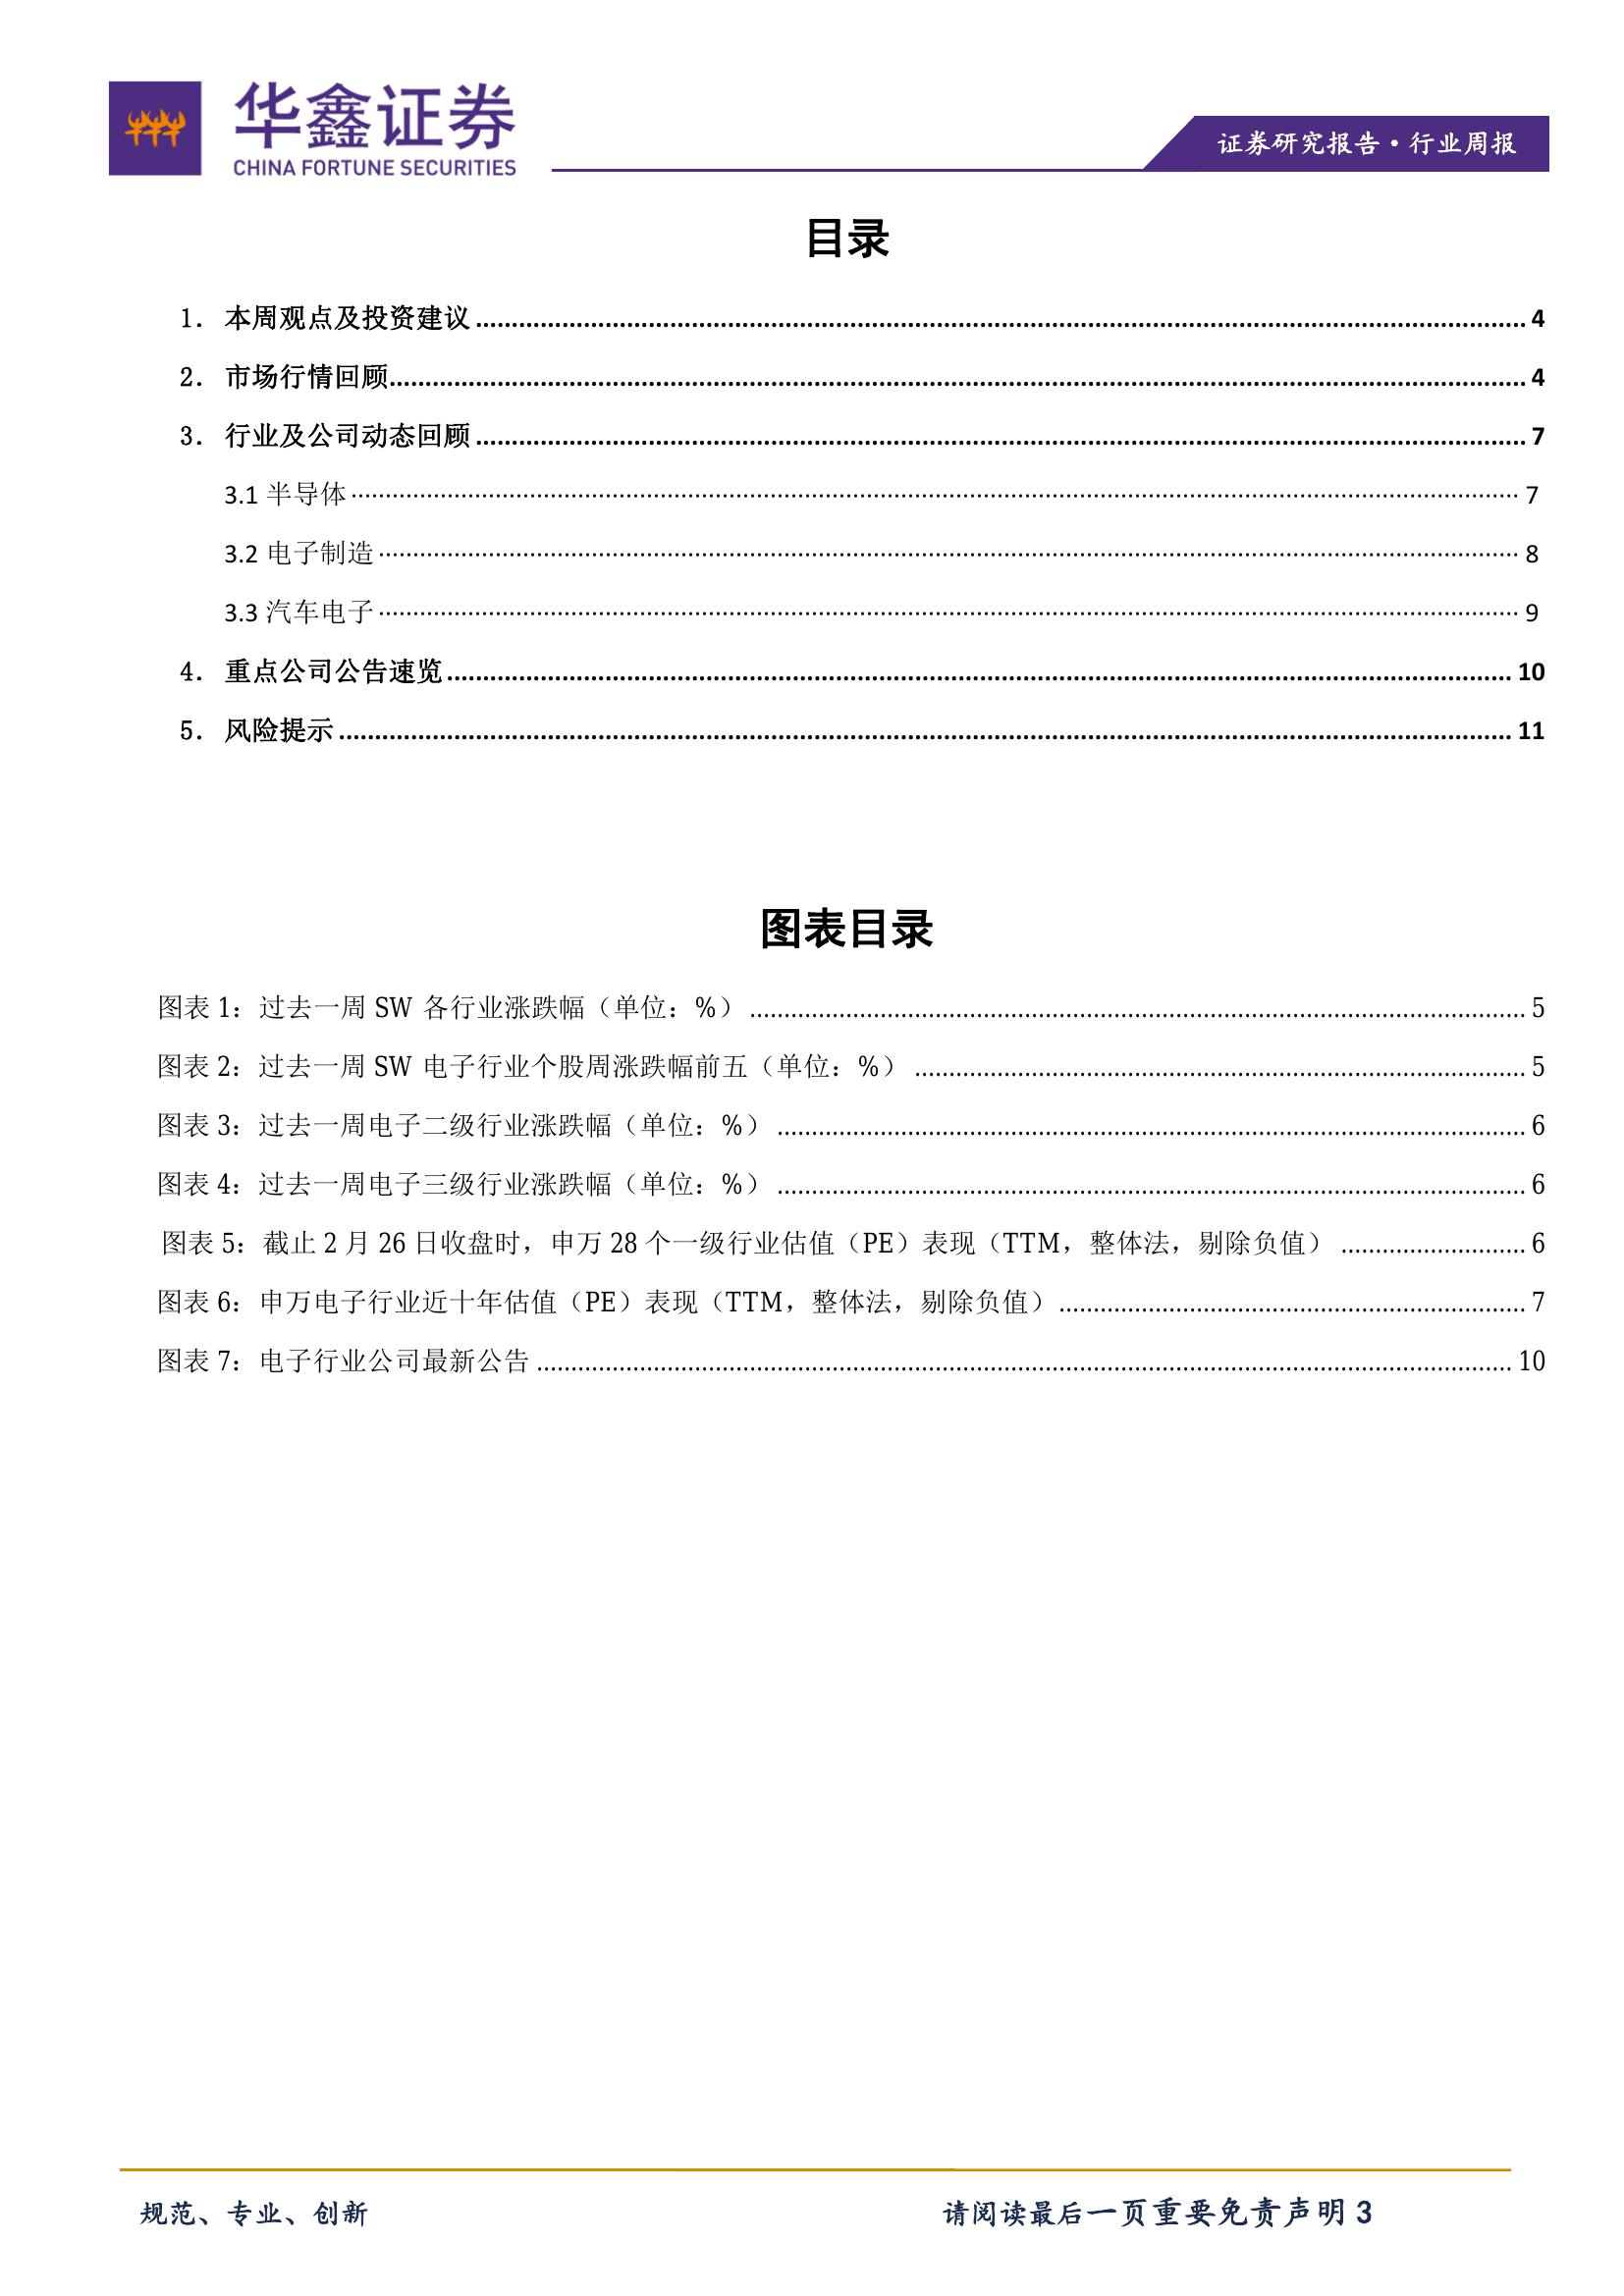 华鑫证券
CHINA FORTUNE SECURITIES
证券研究报告·行业周报
目录
1. 本周观点及投资建议 4
2. 市场行情回顾 4
3. 行业及公司动态回顾 7
3.1 半导体 7
3.2 电子制造 8
3.3 汽车电子 9
4. 重点公司公告速览 10
5. 风险提示 11
图表目录
图表 1：过去一周 SW 各行业涨跌幅（单位：%） 5
图表 2：过去一周 SW 电子行业个股周涨跌幅前五（单位：%） 5
图表 3：过去一周电子二级行业涨跌幅（单位：%） 6
图表 4：过去一周电子三级行业涨跌幅（单位：%） 6
图表 5：截止 2 月 26 日收盘时，申万 28 个一级行业估值（PE）表现（TTM，整体法，剔除负值） 6
图表 6：申万电子行业近十年估值（PE）表现（TTM，整体法，剔除负值） 7
图表 7：电子行业公司最新公告 10
规范、专业、创新
请阅读最后一页重要免责声明 3